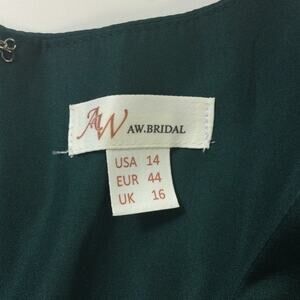 AW AW.BRIDAL
USA 14
EUR 44
UK 16